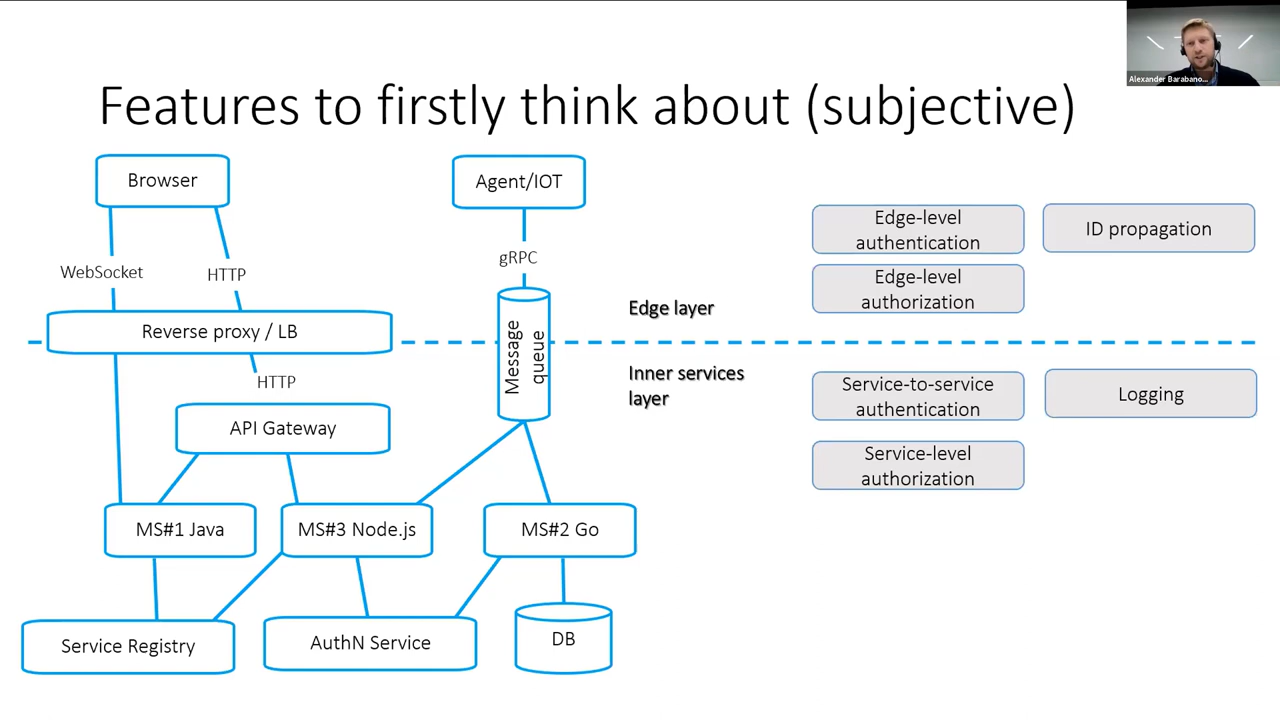 Alexander Barabano...
Features to firstly think about (subjective)
Browser
Agent/IOT
WebSocket
HTTP
gRPC
Reverse proxy / LB
Message
queue
HTTP
API Gateway
MS#1 Java
MS#3 Node.js
MS#2 Go
Service Registry
AuthN Service
DB
Edge layer
Inner services
layer
Edge-level
authentication
ID propagation
Edge-level
authorization
Service-to-service
authentication
Logging
Service-level
authorization